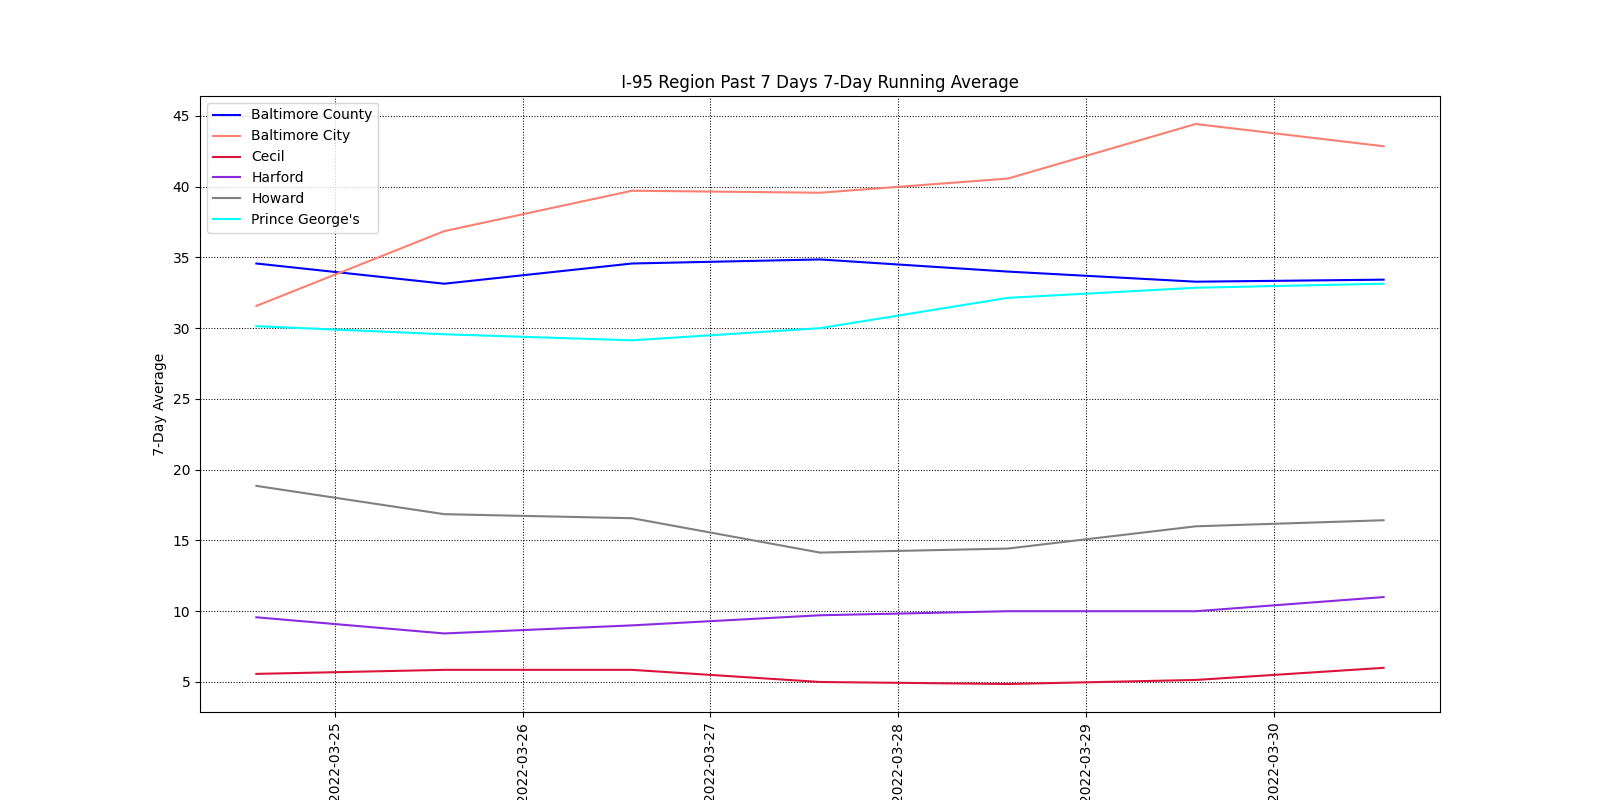 I-95 Region Past 7 Days 7-Day Running Average
Baltimore County
Baltimore City
Cecil
Harford
Howard
Prince George's
7-Day Average
45
40
35
30
25
20
15
10
5
2022-03-25
2022-03-26
2022-03-27
2022-03-28
2022-03-29
2022-03-30